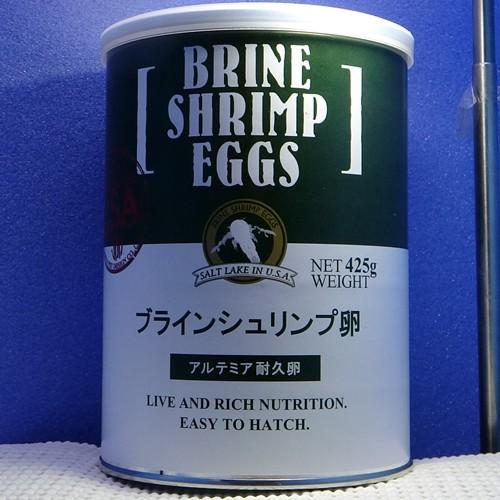 BRINE
SHRIMP
EGGS
BRINE SHRIMP EGGS
SALT LAKE IN U.S.A.
NET 425g
WEIGHT
ブラインシュリンプ卵
アルテミア耐久卵
LIVE AND RICH NUTRITION.
EASY TO HATCH.